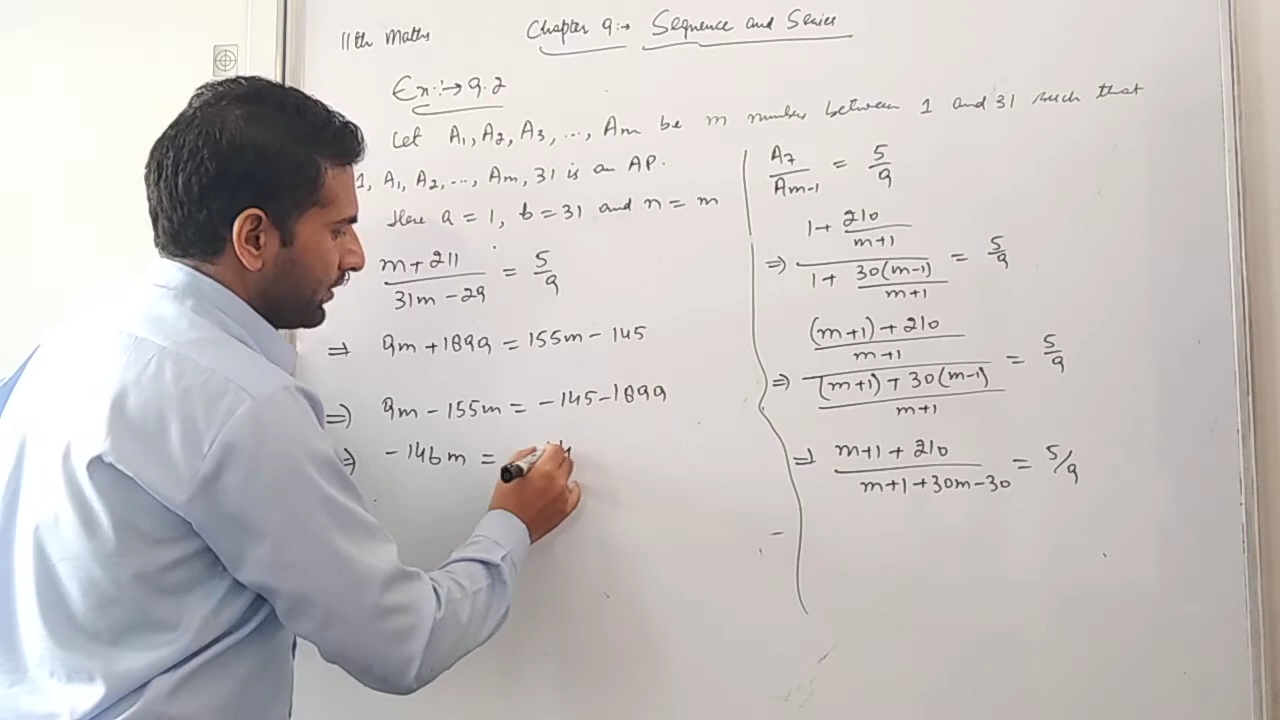 11th Maths
Chapter 9:→ Sequence and Series
Ex:→ 9.2
Let A₁, A₂, A₃, ..., Am be m numbers between 1 and 31 such that
1, A₁, A₂, ..., Am, 31 is an AP.
Here a = 1, b = 31 and n = m
(m + 211)/(31m - 29) = 5/9
⇒ 9m + 1899 = 155m - 145
⇒ 9m - 155m = -145 - 1899
⇒ -146m =
A₇/Am-1 = 5/9
⇒ (1 + 210/(m+1))/(1 + 30(m-1)/(m+1)) = 5/9
⇒ (((m+1) + 210)/(m+1))/(((m+1) + 30(m-1))/(m+1)) = 5/9
⇒ (m+1 + 210)/(m+1+30m-30) = 5/9